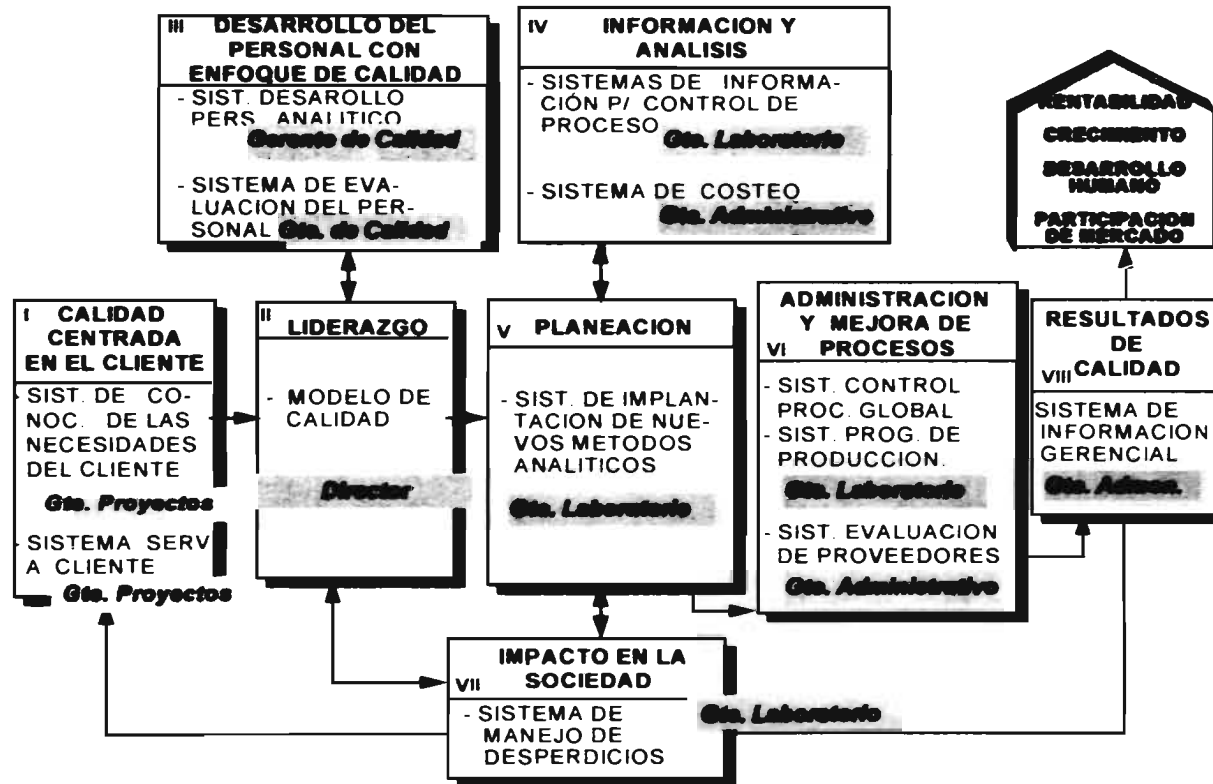 III DESARROLLO DEL
PERSONAL CON
ENFOQUE DE CALIDAD
- SIST. DESAROLLO
PERS. ANALITICO
Gerente de Calidad
- SISTEMA DE EVA-
LUACION DEL PER-
SONAL Gte. de Calidad
IV INFORMACION Y
ANALISIS
- SISTEMAS DE INFORMA-
CIÓN P/ CONTROL DE
PROCESO
Gte. Laboratorio
- SISTEMA DE COSTEO
Gte. Administrativo
RENTABILIDAD
CRECIMIENTO
DESARROLLO
HUMANO
PARTICIPACION
DE MERCADO
I CALIDAD
CENTRADA
EN EL CLIENTE
- SIST. DE CO-
NOC. DE LAS
NECESIDADES
DEL CLIENTE
Gte. Proyectos
- SISTEMA SERV
A CLIENTE
Gte. Proyectos
II LIDERAZGO
- MODELO DE
CALIDAD
Director
V PLANEACION
- SIST. DE IMPLAN-
TACION DE NUE-
VOS METODOS
ANALITICOS
Gte. Laboratorio
ADMINISTRACION
Y MEJORA DE
VI PROCESOS
- SIST. CONTROL
PROC. GLOBAL
- SIST. PROG. DE
PRODUCCION.
Gte. Laboratorio
- SIST. EVALUACION
DE PROVEEDORES
Gte. Administrativo
RESULTADOS
DE
VIII CALIDAD
SISTEMA DE
INFORMACION
GERENCIAL
Gte. Admon.
IMPACTO EN LA
VII SOCIEDAD
- SISTEMA DE
MANEJO DE
DESPERDICIOS
Gte. Laboratorio